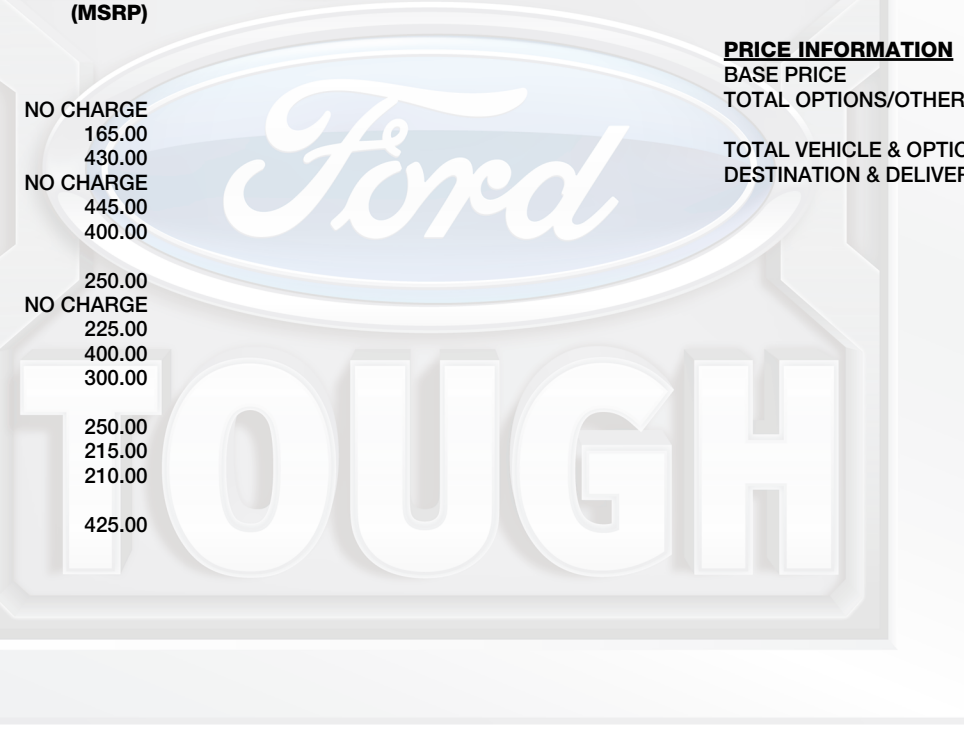 (MSRP)
NO CHARGE
165.00
430.00
NO CHARGE
445.00
400.00
250.00
NO CHARGE
225.00
400.00
300.00
250.00
215.00
210.00
425.00
PRICE INFORMATION
BASE PRICE
TOTAL OPTIONS/OTHER
TOTAL VEHICLE & OPTIO
DESTINATION & DELIVER
Ford
TOUGH